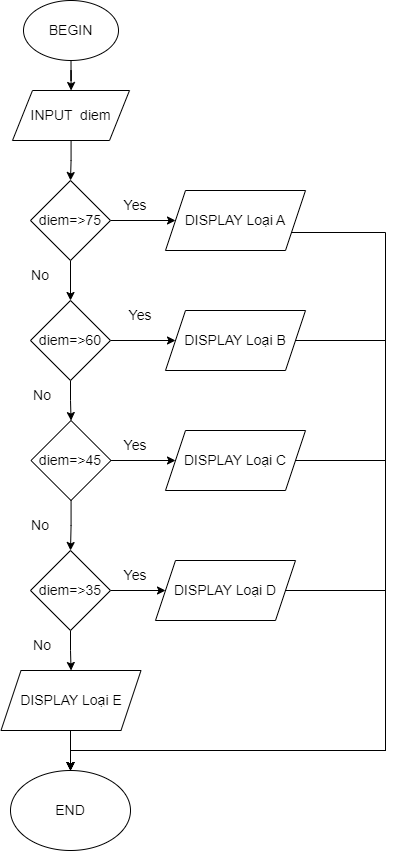 BEGIN
INPUT diem
diem=>75
Yes
DISPLAY Loại A
No
diem=>60
Yes
DISPLAY Loại B
No
diem=>45
Yes
DISPLAY Loại C
No
diem=>35
Yes
DISPLAY Loại D
No
DISPLAY Loại E
END